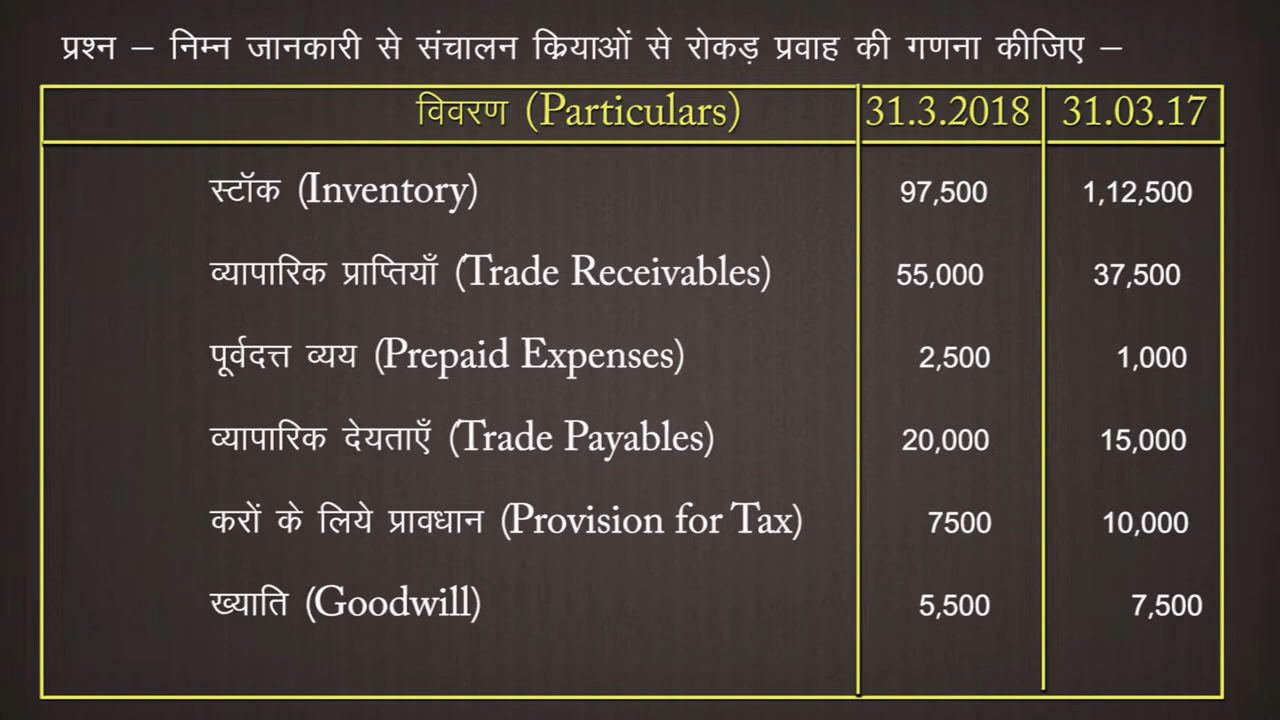 प्रश्न – निम्न जानकारी से संचालन क्रियाओं से रोकड़ प्रवाह की गणना कीजिए –
विवरण (Particulars) 31.3.2018 31.03.17
स्टॉक (Inventory) 97,500 1,12,500
व्यापारिक प्राप्तियाँ (Trade Receivables) 55,000 37,500
पूर्वदत्त व्यय (Prepaid Expenses) 2,500 1,000
व्यापारिक देयताएँ (Trade Payables) 20,000 15,000
करों के लिये प्रावधान (Provision for Tax) 7500 10,000
ख्याति (Goodwill) 5,500 7,500